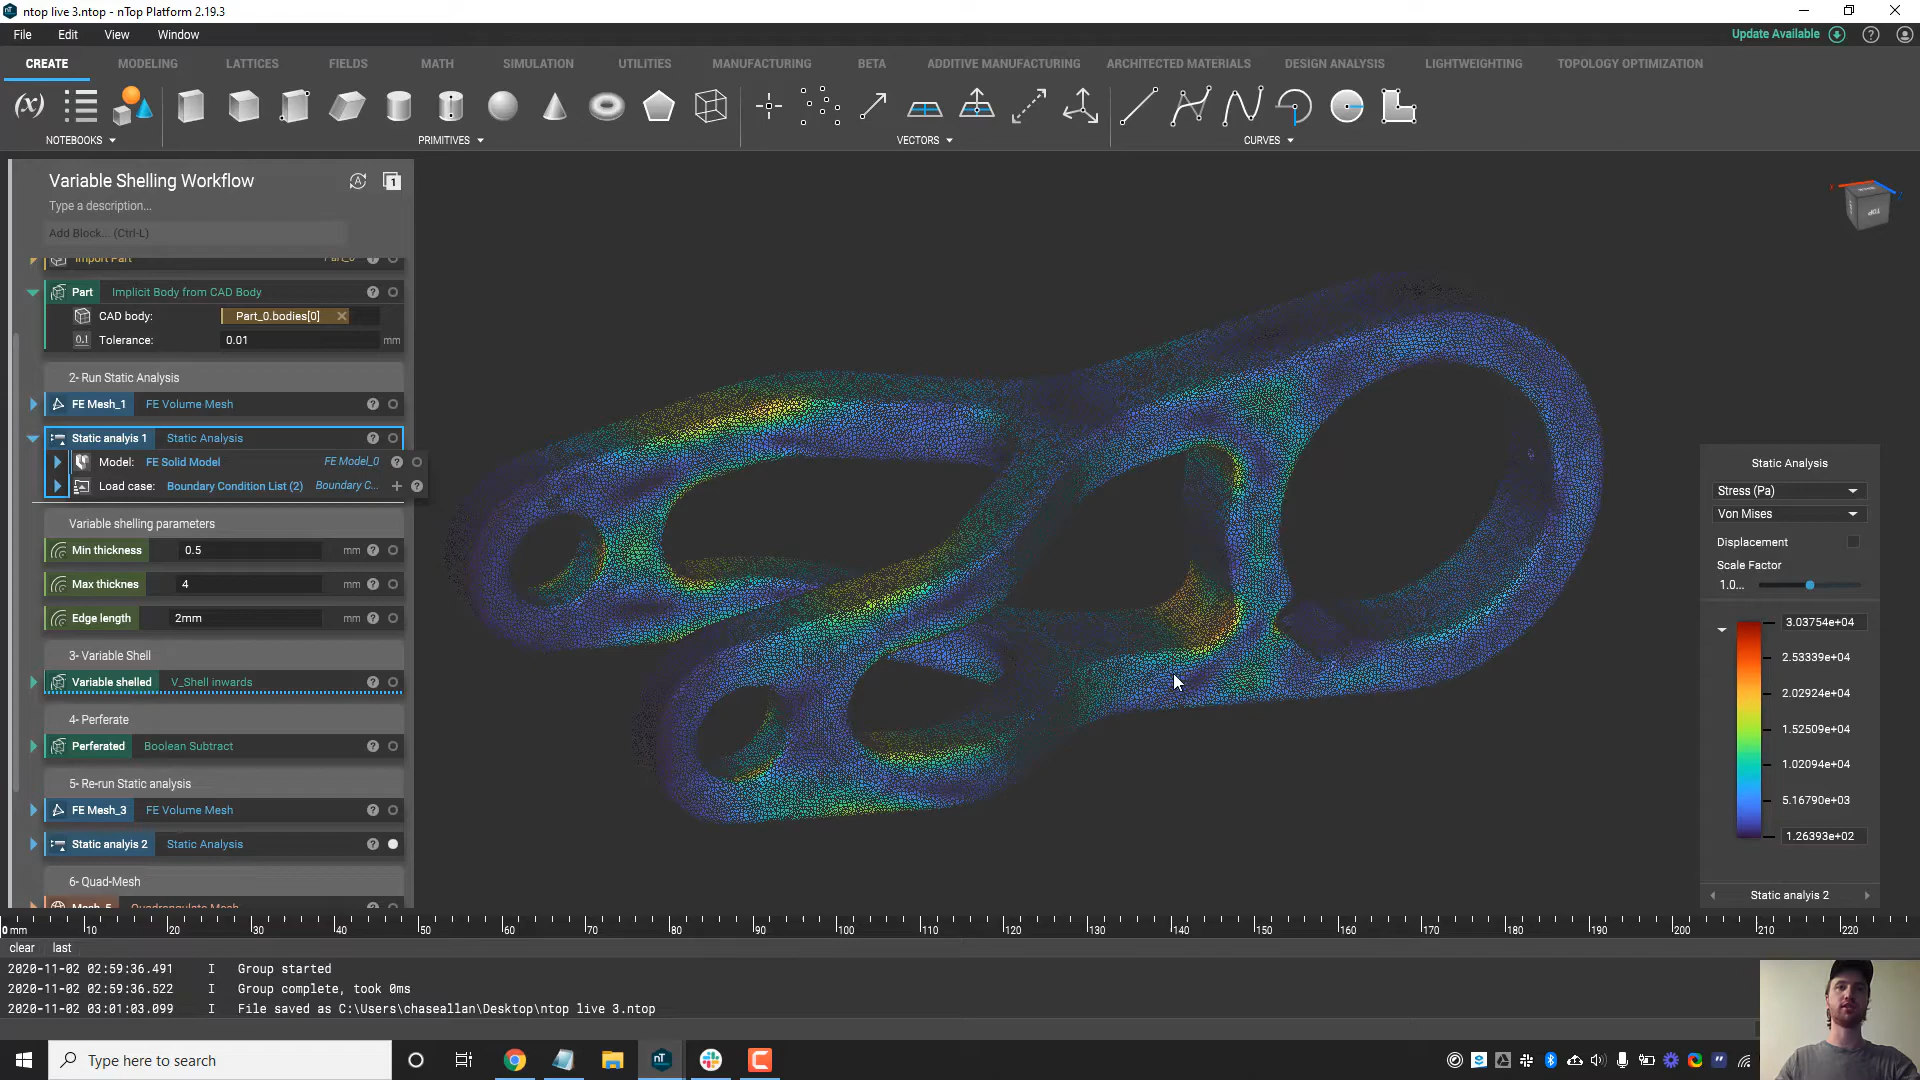 ntop live 3.ntop - nTop Platform 2.19.3
File Edit View Window
Update Available
CREATE MODELING LATTICES FIELDS MATH SIMULATION UTILITIES MANUFACTURING BETA ADDITIVE MANUFACTURING ARCHITECTED MATERIALS DESIGN ANALYSIS LIGHTWEIGHTING TOPOLOGY OPTIMIZATION
NOTEBOOKS PRIMITIVES VECTORS CURVES
Variable Shelling Workflow
Type a description...
Add Block... (Ctrl-L)
Import Part Part_0
Part Implicit Body from CAD Body
CAD body: Part_0.bodies[0]
Tolerance: 0.01 mm
2- Run Static Analysis
FE Mesh_1 FE Volume Mesh
Static analyis 1 Static Analysis
Model: FE Solid Model FE Model_0
Load case: Boundary Condition List (2) Boundary C...
Variable shelling parameters
Min thickness 0.5 mm
Max thicknes 4 mm
Edge length 2mm mm
3- Variable Shell
Variable shelled V_Shell inwards
4- Perforate
Perforated Boolean Subtract
5- Re-run Static analysis
FE Mesh_3 FE Volume Mesh
Static analyis 2 Static Analysis
6- Quad-Mesh
Mesh_5 Quadrangulate Mesh
TOP
Static Analysis
Stress (Pa)
Von Mises
Displacement
Scale Factor
1.0...
3.03754e+04
2.53339e+04
2.02924e+04
1.52509e+04
1.02094e+04
5.16790e+03
1.26393e+02
Static analyis 2
0 mm 10 20 30 40 50 60 70 80 90 100 110 120 130 140 150 160 170 180 190 200 210 220
clear last
2020-11-02 02:59:36.491 I Group started
2020-11-02 02:59:36.522 I Group complete, took 0ms
2020-11-02 03:01:03.099 I File saved as C:\Users\chaseallan\Desktop\ntop live 3.ntop
Type here to search